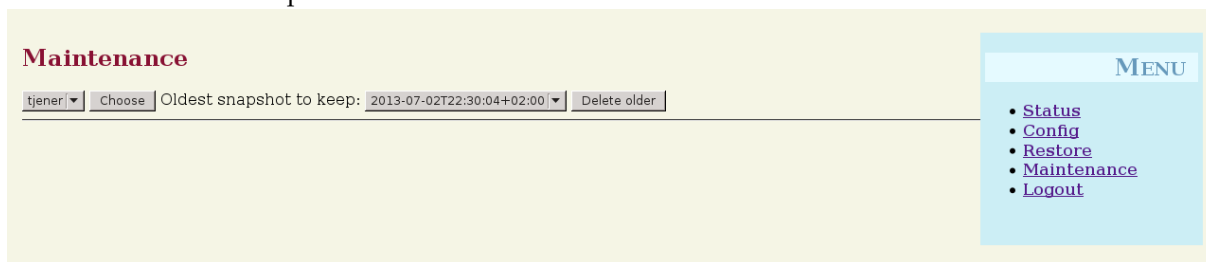 Maintenance
tjener Choose Oldest snapshot to keep: 2013-07-02T22:30:04+02:00 Delete older
MENU
Status
Config
Restore
Maintenance
Logout